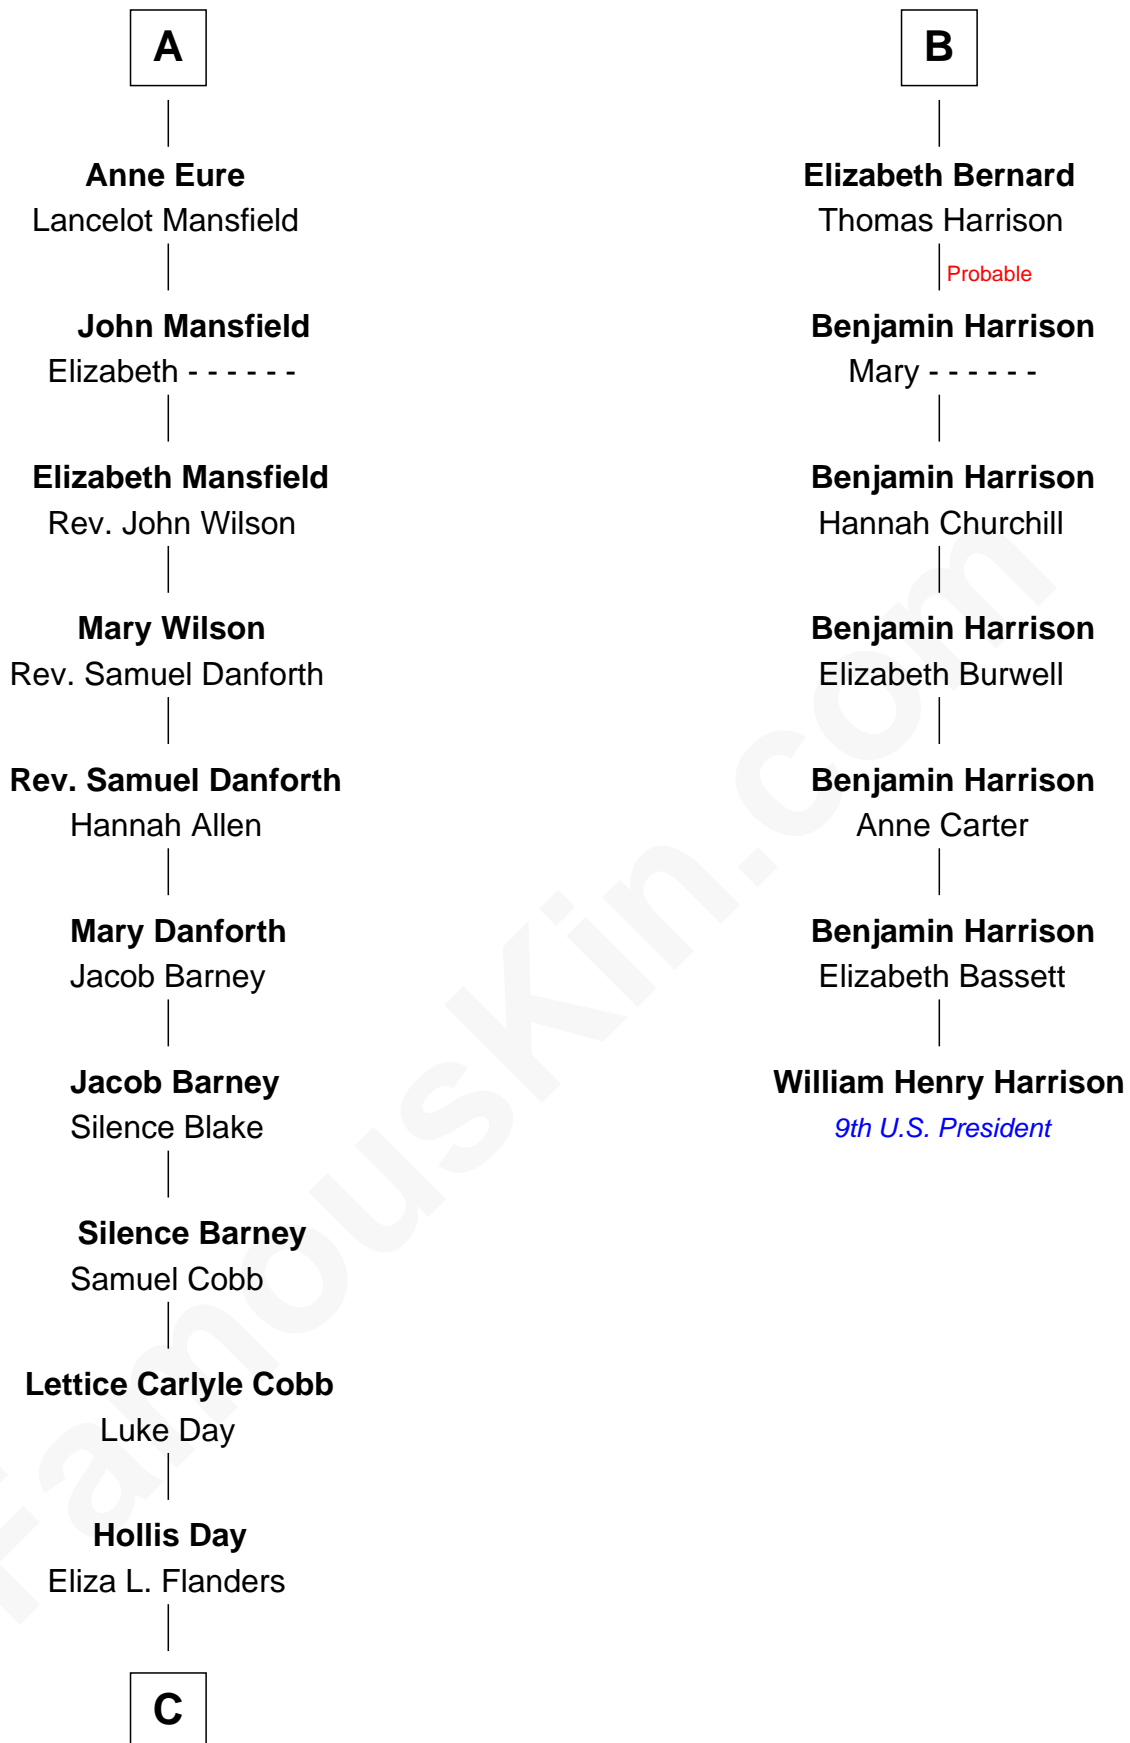 A
Anne Eure
Lancelot Mansfield
John Mansfield
Elizabeth - - - - - -
Elizabeth Mansfield
Rev. John Wilson
Mary Wilson
Rev. Samuel Danforth
Rev. Samuel Danforth
Hannah Allen
Mary Danforth
Jacob Barney
Jacob Barney
Silence Blake
Silence Barney
Samuel Cobb
Lettice Carlyle Cobb
Luke Day
Hollis Day
Eliza L. Flanders
C
B
Elizabeth Bernard
Thomas Harrison
Probable
Benjamin Harrison
Mary - - - - - -
Benjamin Harrison
Hannah Churchill
Benjamin Harrison
Elizabeth Burwell
Benjamin Harrison
Anne Carter
Benjamin Harrison
Elizabeth Bassett
William Henry Harrison
9th U.S. President
FamousKin.com